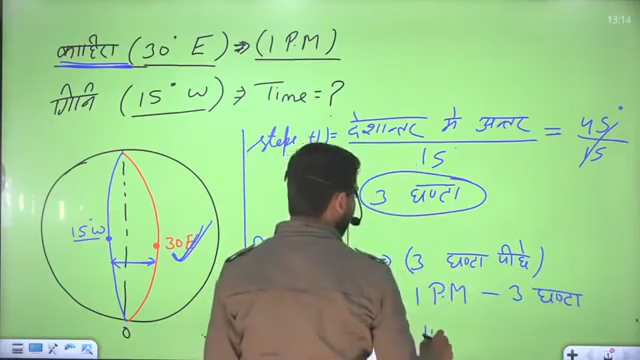 13:14
काहिरा (30° E) ⇒ (1 P.M)
गिनि (15° W) ⇒ Time = ?
step (1) = देशान्तर मे अन्तर / 15 = 45° / 15
3 घण्टा
15°W
30E
0
⇒ (3 घण्टा पीछे)
1 P.M – 3 घण्टा